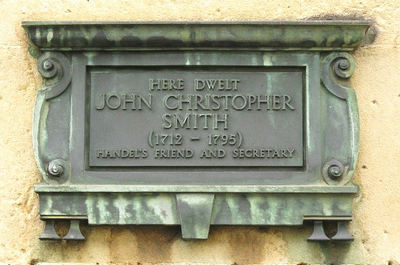 HERE DWELT
JOHN CHRISTOPHER
SMITH
(1712 – 1795)
HANDEL'S FRIEND AND SECRETARY